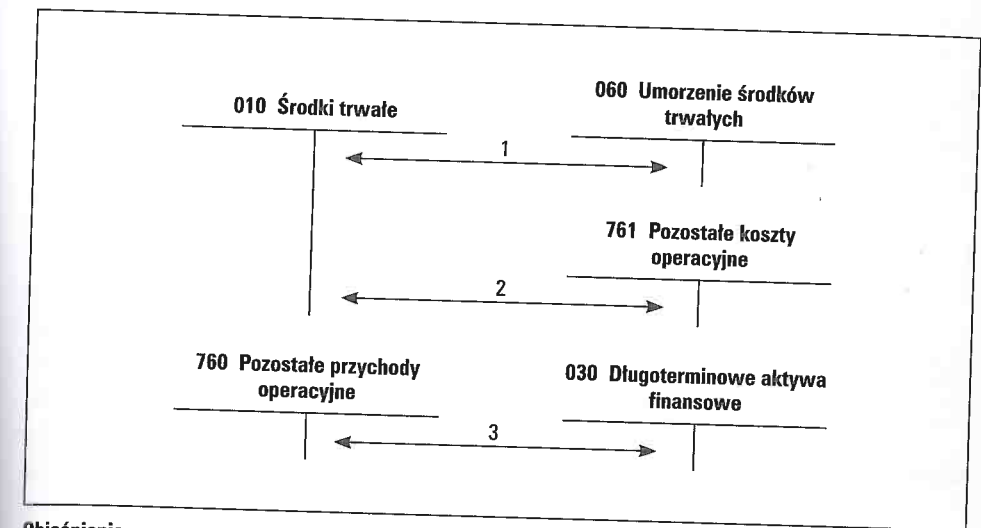 010 Środki trwałe
060 Umorzenie środków
trwałych
1
761 Pozostałe koszty
operacyjne
2
760 Pozostałe przychody
operacyjne
030 Długoterminowe aktywa
finansowe
3